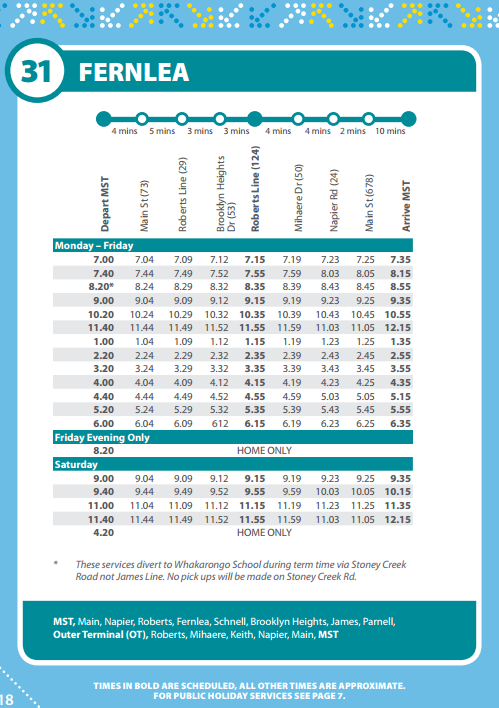 31 FERNLEA
4 mins 5 mins 3 mins 3 mins 4 mins 4 mins 2 mins 10 mins
Depart MST Main St (73) Roberts Line (29) Brooklyn Heights Dr (53) Roberts Line (124) Mihaere Dr (50) Napier Rd (24) Main St (678) Arrive MST
Monday – Friday
7.00 7.04 7.09 7.12 7.15 7.19 7.23 7.25 7.35
7.40 7.44 7.49 7.52 7.55 7.59 8.03 8.05 8.15
8.20* 8.24 8.29 8.32 8.35 8.39 8.43 8.45 8.55
9.00 9.04 9.09 9.12 9.15 9.19 9.23 9.25 9.35
10.20 10.24 10.29 10.32 10.35 10.39 10.43 10.45 10.55
11.40 11.44 11.49 11.52 11.55 11.59 11.03 11.05 12.15
1.00 1.04 1.09 1.12 1.15 1.19 1.23 1.25 1.35
2.20 2.24 2.29 2.32 2.35 2.39 2.43 2.45 2.55
3.20 3.24 3.29 3.32 3.35 3.39 3.43 3.45 3.55
4.00 4.04 4.09 4.12 4.15 4.19 4.23 4.25 4.35
4.40 4.44 4.49 4.52 4.55 4.59 5.03 5.05 5.15
5.20 5.24 5.29 5.32 5.35 5.39 5.43 5.45 5.55
6.00 6.04 6.09 612 6.15 6.19 6.23 6.25 6.35
Friday Evening Only
8.20 HOME ONLY
Saturday
9.00 9.04 9.09 9.12 9.15 9.19 9.23 9.25 9.35
9.40 9.44 9.49 9.52 9.55 9.59 10.03 10.05 10.15
11.00 11.04 11.09 11.12 11.15 11.19 11.23 11.25 11.35
11.40 11.44 11.49 11.52 11.55 11.59 11.03 11.05 12.15
4.20 HOME ONLY
* These services divert to Whakarongo School during term time via Stoney Creek
Road not James Line. No pick ups will be made on Stoney Creek Rd.
MST, Main, Napier, Roberts, Fernlea, Schnell, Brooklyn Heights, James, Parnell,
Outer Terminal (OT), Roberts, Mihaere, Keith, Napier, Main, MST
TIMES IN BOLD ARE SCHEDULED, ALL OTHER TIMES ARE APPROXIMATE.
FOR PUBLIC HOLIDAY SERVICES SEE PAGE 7.
18